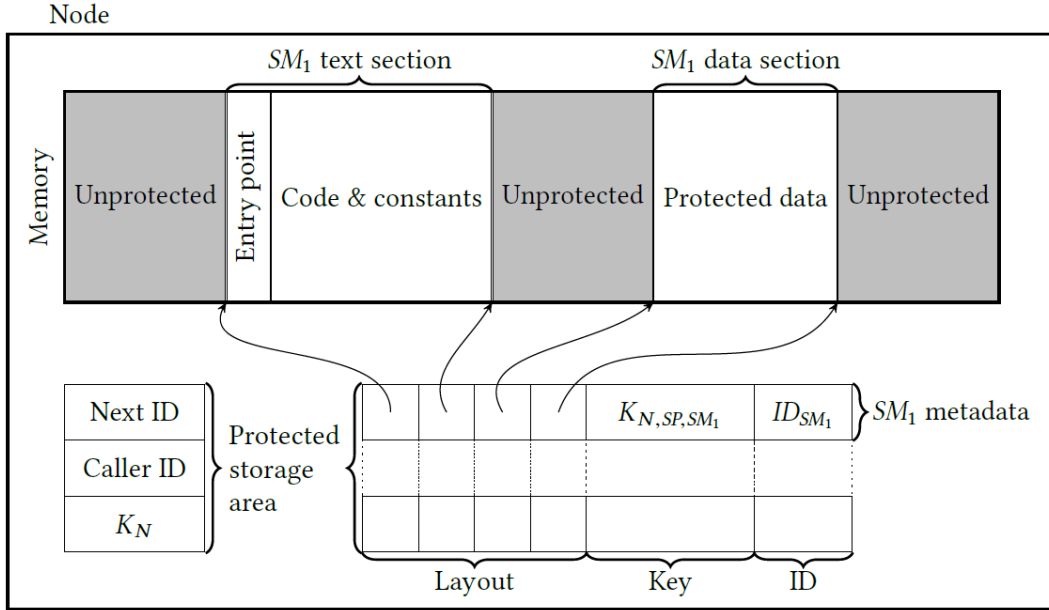 Node
SM₁ text section
SM₁ data section
Memory
Unprotected
Entry point
Code & constants
Unprotected
Protected data
Unprotected
Next ID
Caller ID
K_N
Protected
storage
area
K_{N,SP,SM₁}
ID_{SM₁}
SM₁ metadata
Layout
Key
ID